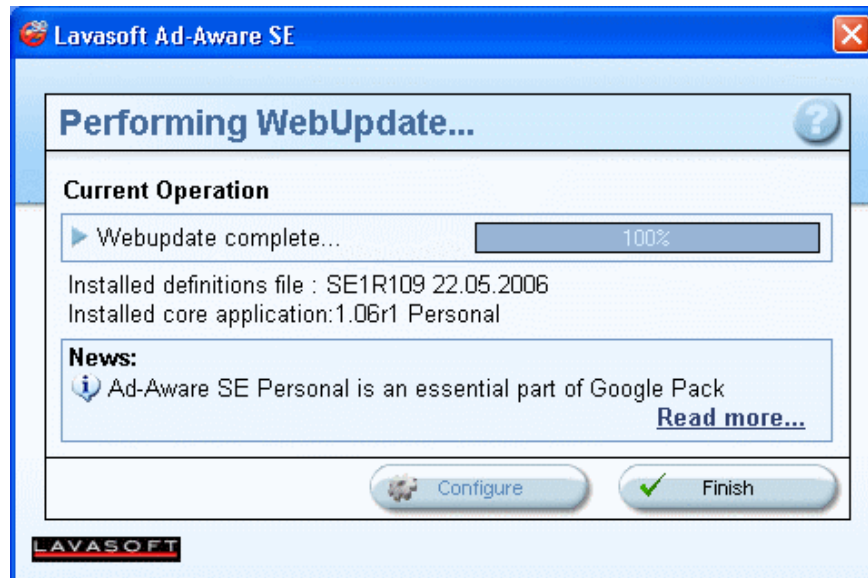 Lavasoft Ad-Aware SE
Performing WebUpdate...
Current Operation
Webupdate complete...
100%
Installed definitions file : SE1R109 22.05.2006
Installed core application:1.06r1 Personal
News:
Ad-Aware SE Personal is an essential part of Google Pack
Read more...
Configure
Finish
LAVASOFT